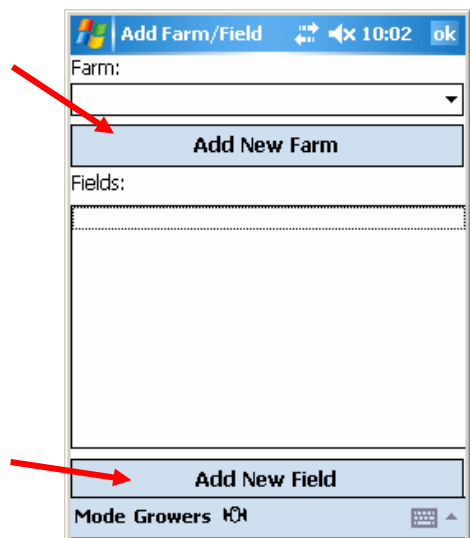 Add Farm/Field 10:02 ok
Farm:
Add New Farm
Fields:
Add New Field
Mode Growers